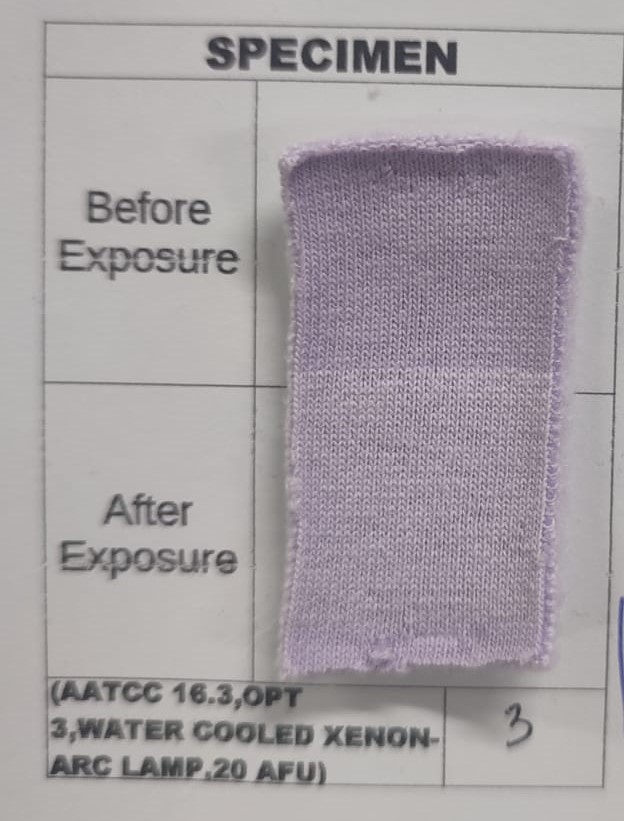 SPECIMEN
Before
Exposure
After
Exposure
(AATCC 16.3,OPT
3,WATER COOLED XENON-
ARC LAMP,20 AFU)
3